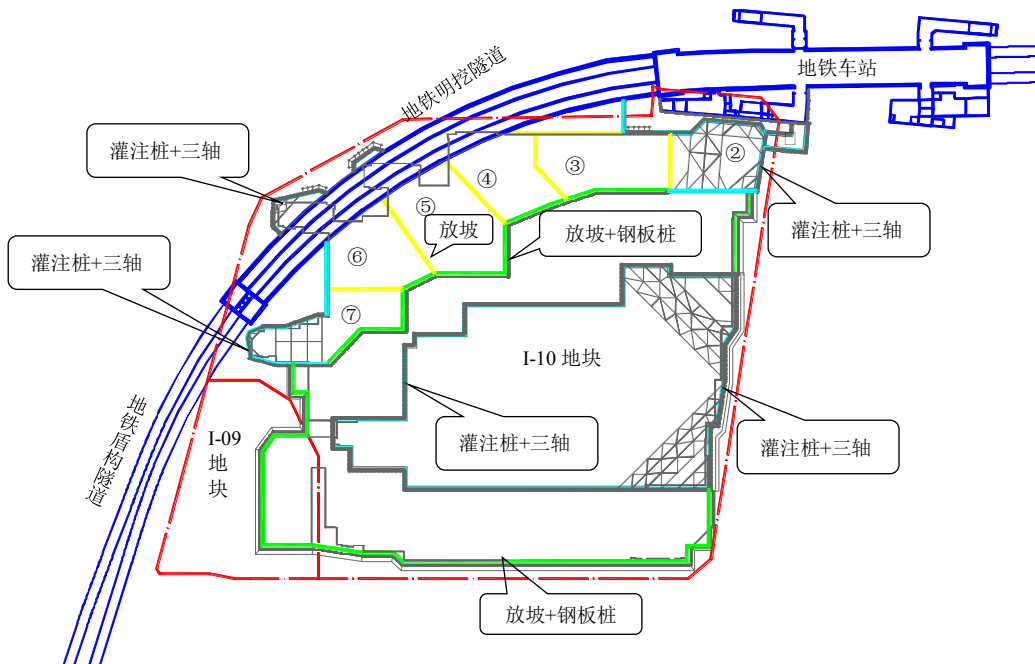 地铁车站
地铁明挖隧道
灌注桩+三轴
②
③
④
⑤
放坡
放坡+钢板桩
灌注桩+三轴
灌注桩+三轴
⑥
⑦
I-10 地块
地铁盾构隧道
I-09
地
块
灌注桩+三轴
灌注桩+三轴
放坡+钢板桩